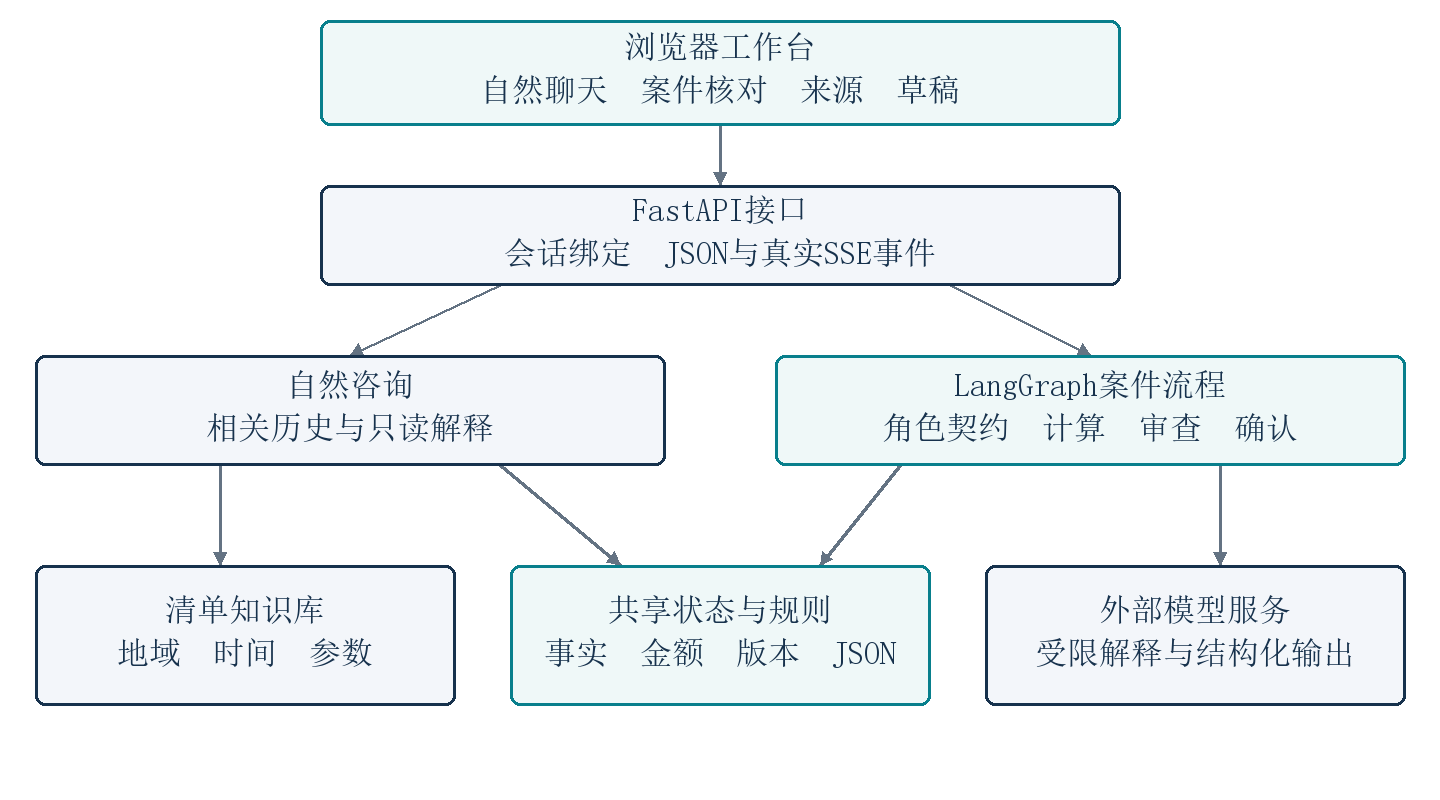 浏览器工作台
自然聊天 案件核对 来源 草稿
FastAPI接口
会话绑定 JSON与真实SSE事件
自然咨询
相关历史与只读解释
LangGraph案件流程
角色契约 计算 审查 确认
清单知识库
地域 时间 参数
共享状态与规则
事实 金额 版本 JSON
外部模型服务
受限解释与结构化输出